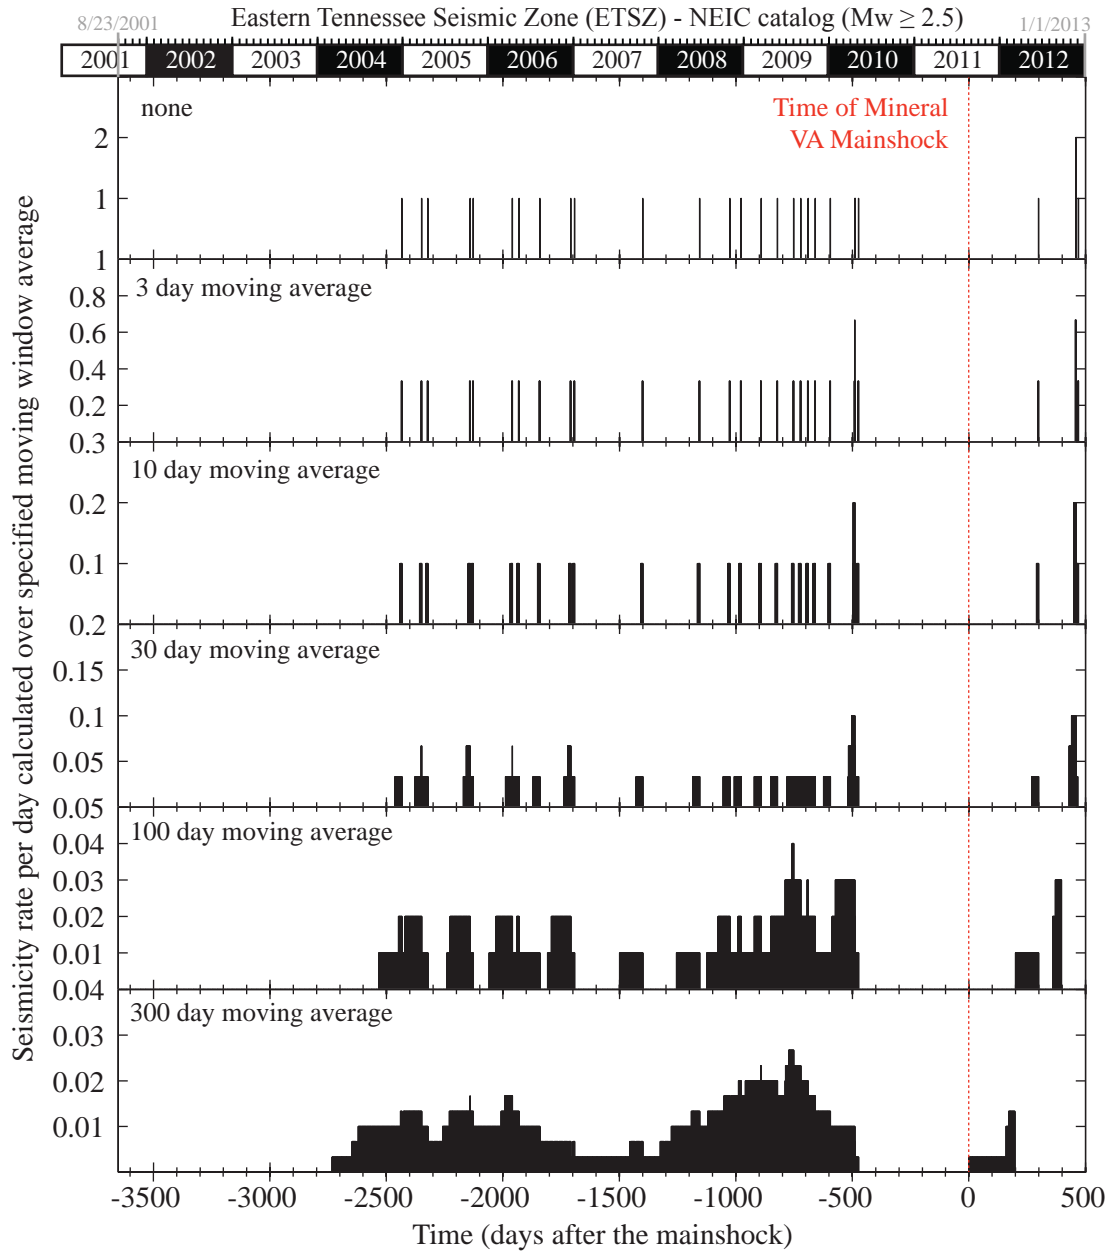 Eastern Tennessee Seismic Zone (ETSZ) - NEIC catalog (Mw ≥ 2.5)
8/23/2001
1/1/2013
2001 2002 2003 2004 2005 2006 2007 2008 2009 2010 2011 2012
none
Time of Mineral
VA Mainshock
2
1
1
3 day moving average
0.8
0.6
0.4
0.2
0.3
10 day moving average
0.2
0.1
0.2
30 day moving average
0.15
0.1
0.05
0.05
100 day moving average
0.04
0.03
0.02
0.01
0.04
300 day moving average
0.03
0.02
0.01
Seismicity rate per day calculated over specified moving window average
-3500 -3000 -2500 -2000 -1500 -1000 -500 0 500
Time (days after the mainshock)